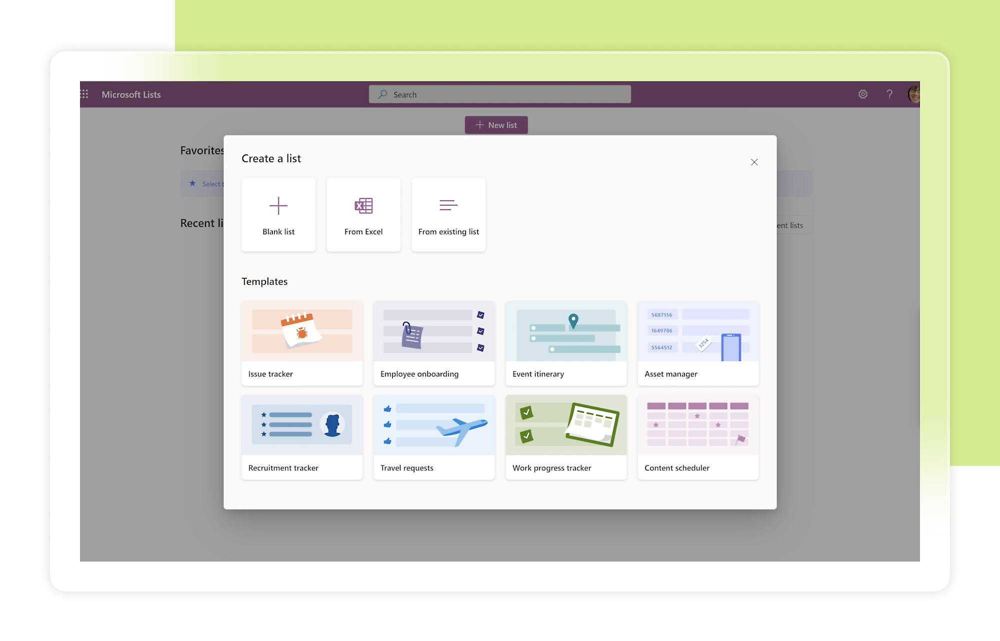 Microsoft Lists
Search
?
New list
Favorites
Create a list
Select
Blank list
From Excel
From existing list
Recent li
ent lists
Templates
5687156
1649786
5564512
3254
Issue tracker
Employee onboarding
Event itinerary
Asset manager
Recruitment tracker
Travel requests
Work progress tracker
Content scheduler